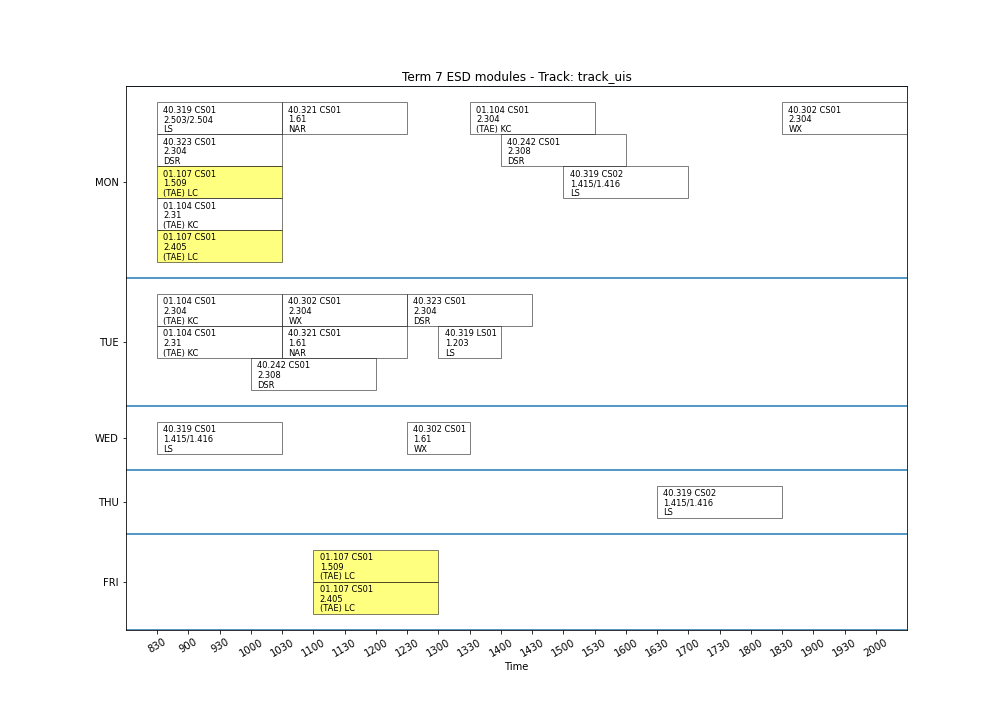 Term 7 ESD modules - Track: track_uis
MON
40.319 CS01
2.503/2.504
LS
40.321 CS01
1.61
NAR
01.104 CS01
2.304
(TAE) KC
40.302 CS01
2.304
WX
40.323 CS01
2.304
DSR
40.242 CS01
2.308
DSR
01.107 CS01
1.509
(TAE) LC
40.319 CS02
1.415/1.416
LS
01.104 CS01
2.31
(TAE) KC
01.107 CS01
2.405
(TAE) LC
TUE
01.104 CS01
2.304
(TAE) KC
40.302 CS01
2.304
WX
40.323 CS01
2.304
DSR
01.104 CS01
2.31
(TAE) KC
40.321 CS01
1.61
NAR
40.319 LS01
1.203
LS
40.242 CS01
2.308
DSR
WED
40.319 CS01
1.415/1.416
LS
40.302 CS01
1.61
WX
THU
40.319 CS02
1.415/1.416
LS
FRI
01.107 CS01
1.509
(TAE) LC
01.107 CS01
2.405
(TAE) LC
830 900 930 1000 1030 1100 1130 1200 1230 1300 1330 1400 1430 1500 1530 1600 1630 1700 1730 1800 1830 1900 1930 2000
Time